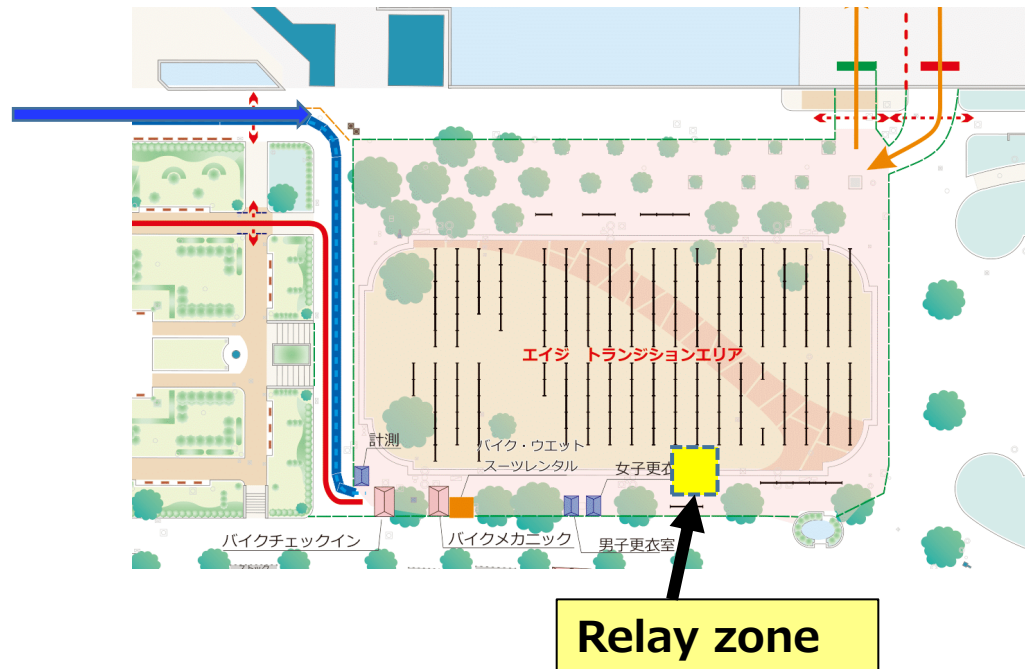 エイジ　トランジションエリア
計測
バイク・ウエット
スーツレンタル
女子更衣
バイクチェックイン
バイクメカニック
男子更衣室
Relay zone